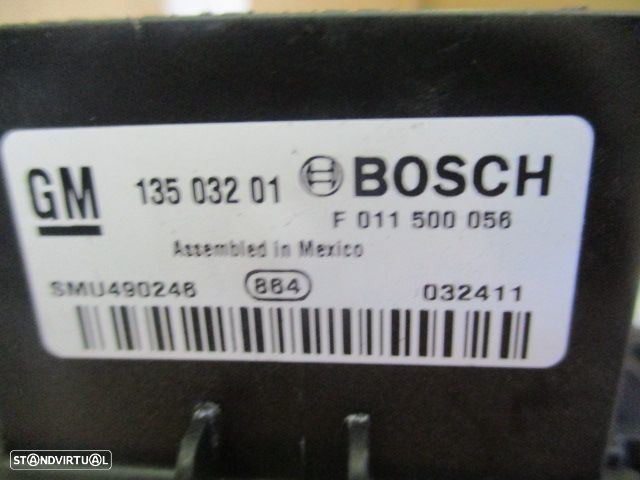 GM 135 032 01 BOSCH
F 011 500 056
Assembled in Mexico
SMU490246 864 032411
STANDVIRTUAL